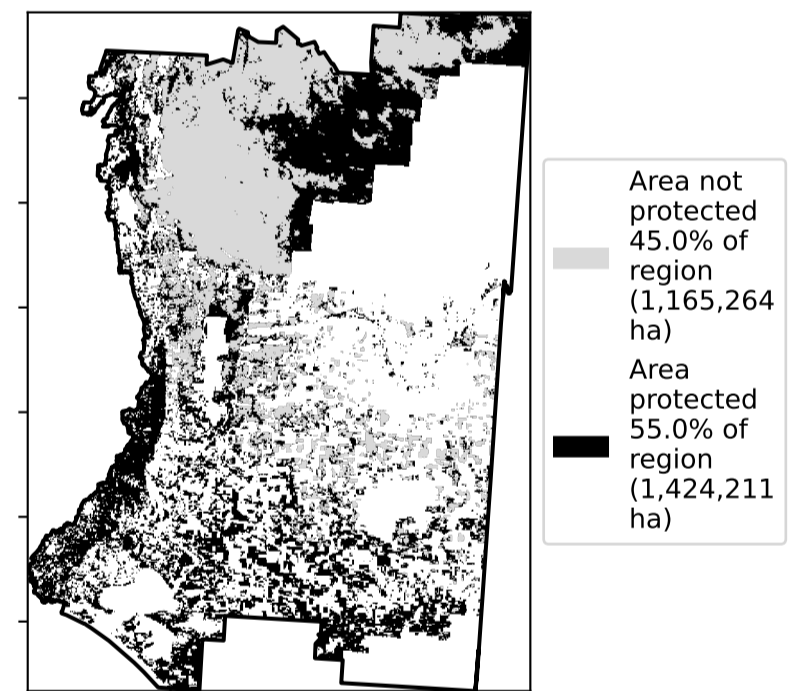 Area not
protected
45.0% of
region
(1,165,264
ha)
Area
protected
55.0% of
region
(1,424,211
ha)